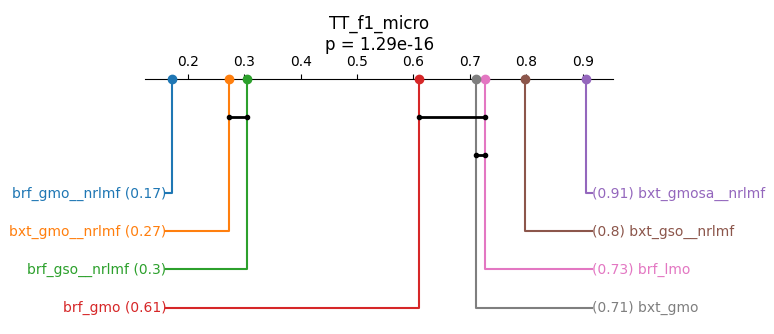 TT_f1_micro
p = 1.29e-16
0.2 0.3 0.4 0.5 0.6 0.7 0.8 0.9
brf_gmo__nrlmf (0.17)
(0.91) bxt_gmosa__nrlmf
bxt_gmo__nrlmf (0.27)
(0.8) bxt_gso__nrlmf
brf_gso__nrlmf (0.3)
(0.73) brf_lmo
brf_gmo (0.61)
(0.71) bxt_gmo